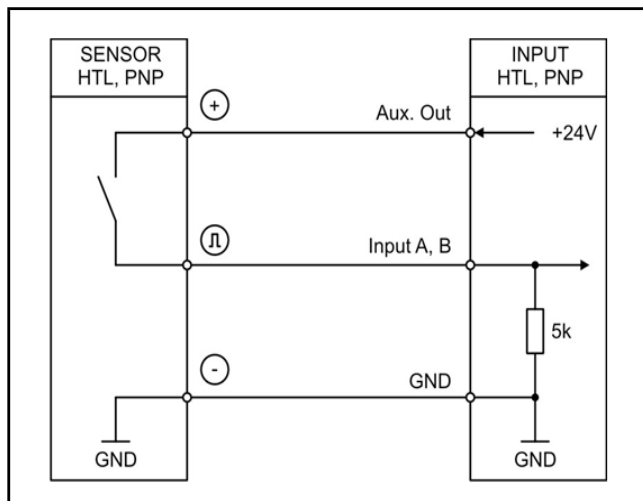 SENSOR
HTL, PNP
INPUT
HTL, PNP
+
Aux. Out
+24V
Input A, B
5k
-
GND
GND
GND